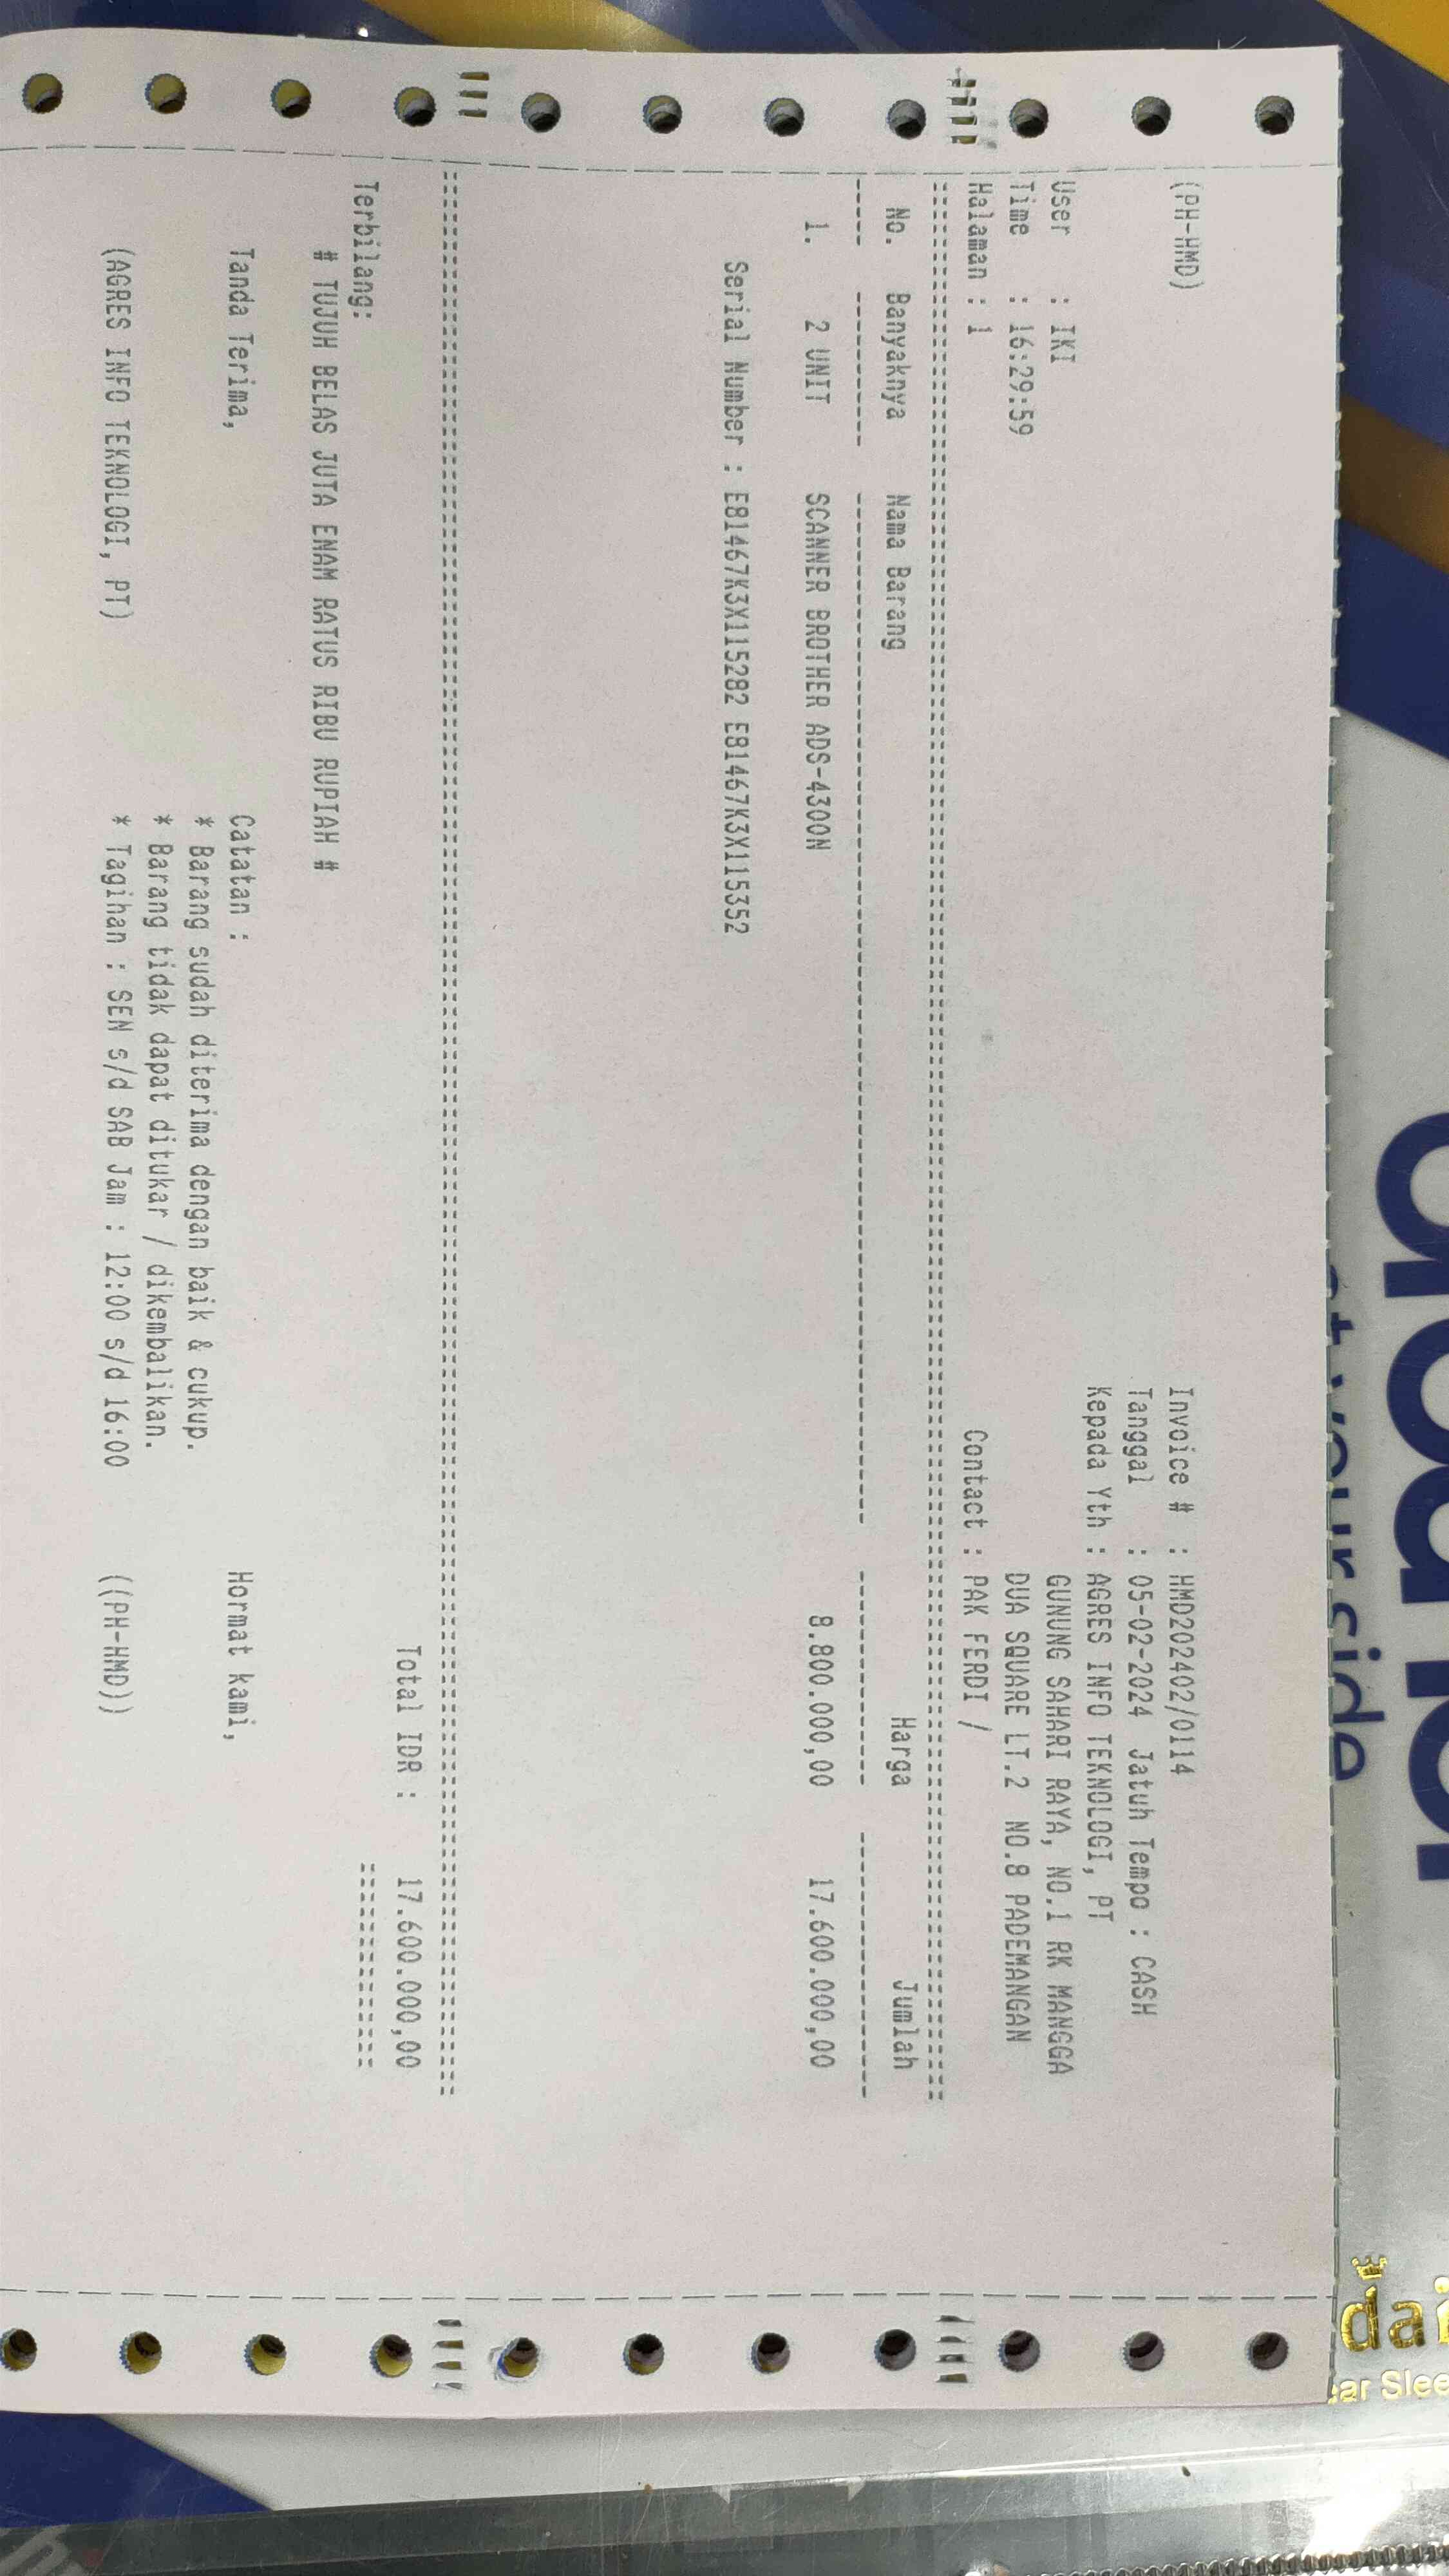 (PH-HMD)
Invoice # : HMD202402/0114
Tanggal : 05-02-2024 Jatuh Tempo : CASH
Kepada Yth : AGRES INFO TEKNOLOGI, PT
User : IKI
GUNUNG SAHARI RAYA, NO.1 RK MANGGA
Time : 16:29:59
DUA SQUARE LT.2 NO.8 PADEMANGAN
Halaman : 1
Contact : PAK FERDI /
No. Banyaknya Nama Barang Harga Jumlah
1. 2 UNIT SCANNER BROTHER ADS-4300N 8.800.000,00 17.600.000,00
Serial Number : E81467K3X115282 E81467K3X115352
Total IDR : 17.600.000,00
Terbilang:
# TUJUH BELAS JUTA ENAM RATUS RIBU RUPIAH #
Tanda Terima,
Catatan :
Hormat kami,
* Barang sudah diterima dengan baik & cukup.
* Barang tidak dapat ditukar / dikembalikan.
* Tagihan : SEN s/d SAB Jam : 12:00 s/d 16:00
(AGRES INFO TEKNOLOGI, PT)
((PH-HMD))
side